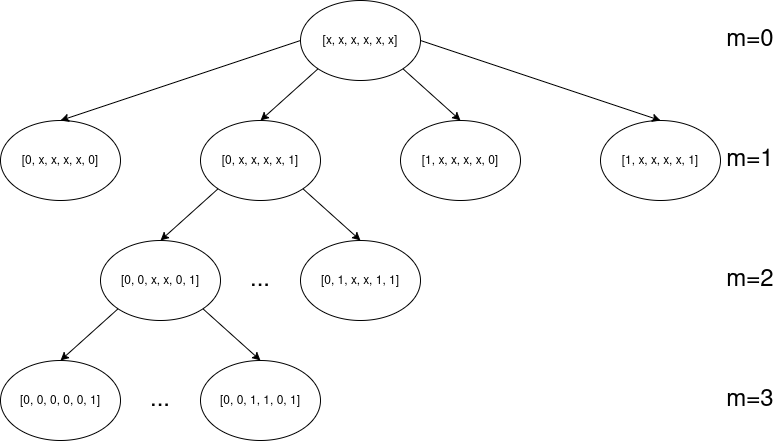 [x, x, x, x, x, x]
m=0
[0, x, x, x, x, 0]
[0, x, x, x, x, 1]
[1, x, x, x, x, 0]
[1, x, x, x, x, 1]
m=1
[0, 0, x, x, 0, 1]
...
[0, 1, x, x, 1, 1]
m=2
[0, 0, 0, 0, 0, 1]
...
[0, 0, 1, 1, 0, 1]
m=3